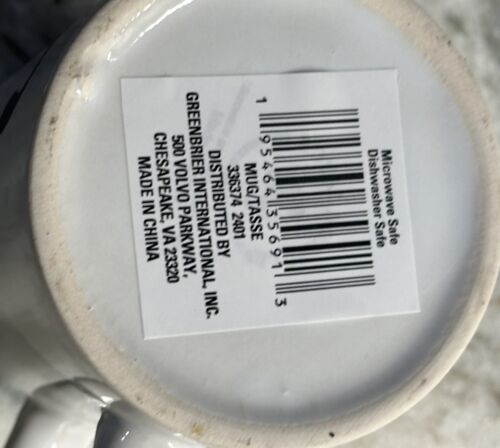 Microwave Safe
Dishwasher Safe
1 95464 35691 3
MUG/TASSE
336374 2401
DISTRIBUTED BY
GREENBRIER INTERNATIONAL, INC.
500 VOLVO PARKWAY,
CHESAPEAKE, VA 23320
MADE IN CHINA